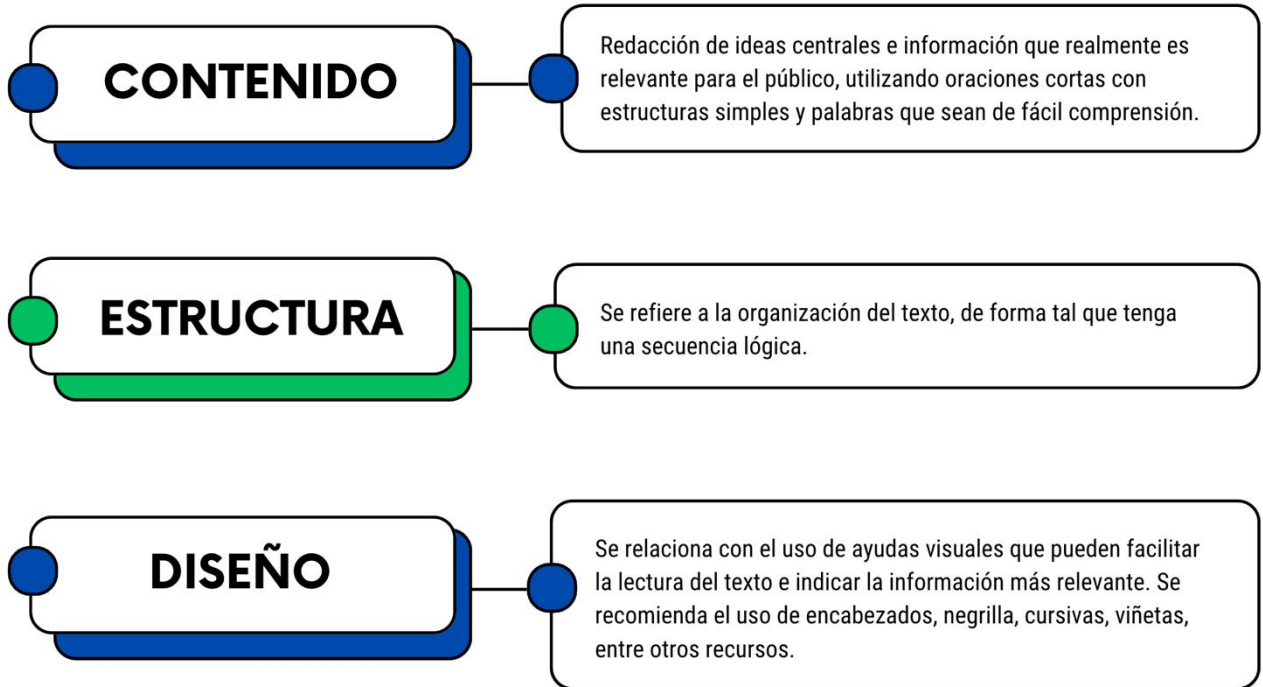 CONTENIDO
Redacción de ideas centrales e información que realmente es
relevante para el público, utilizando oraciones cortas con
estructuras simples y palabras que sean de fácil comprensión.
ESTRUCTURA
Se refiere a la organización del texto, de forma tal que tenga
una secuencia lógica.
DISEÑO
Se relaciona con el uso de ayudas visuales que pueden facilitar
la lectura del texto e indicar la información más relevante. Se
recomienda el uso de encabezados, negrilla, cursivas, viñetas,
entre otros recursos.